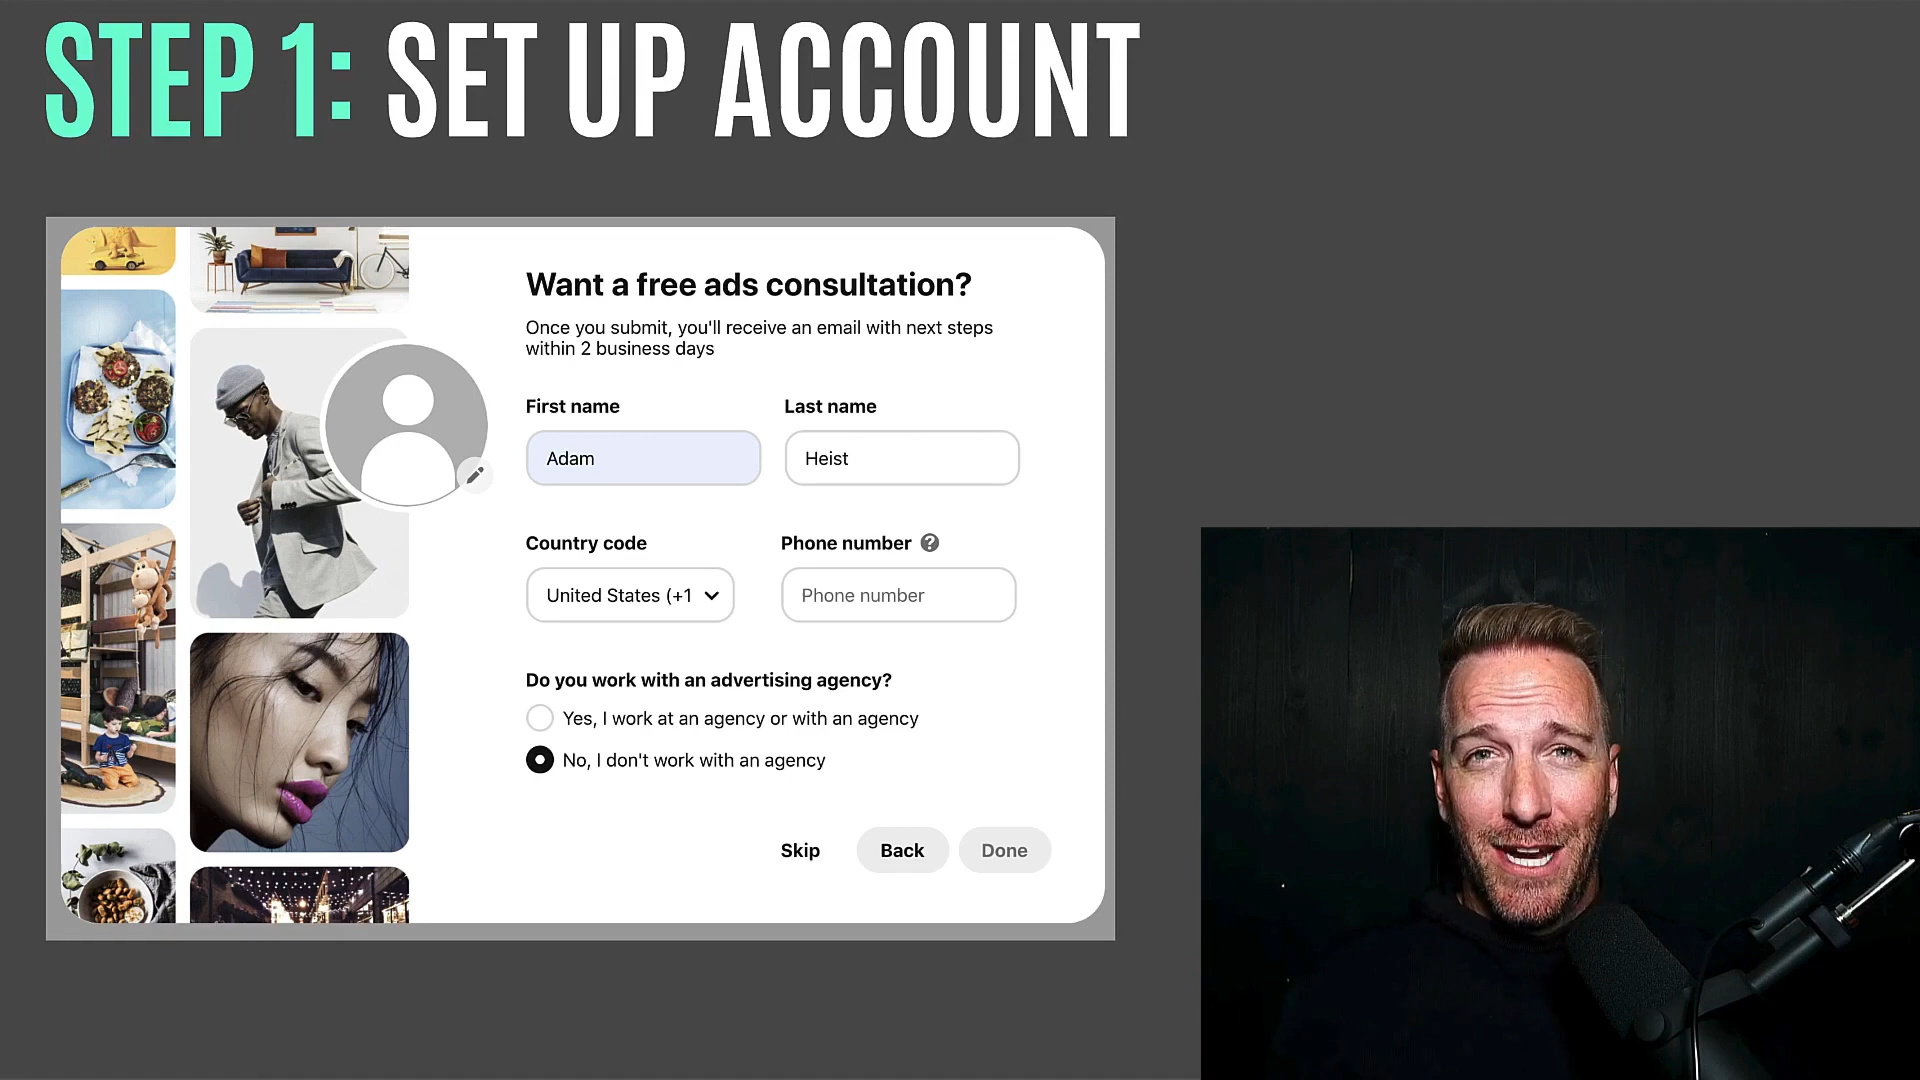 STEP 1: SET UP ACCOUNT
Want a free ads consultation?
Once you submit, you'll receive an email with next steps
within 2 business days
First name
Last name
Adam
Heist
Country code
Phone number ?
United States (+1
Phone number
Do you work with an advertising agency?
Yes, I work at an agency or with an agency
No, I don't work with an agency
Skip
Back
Done